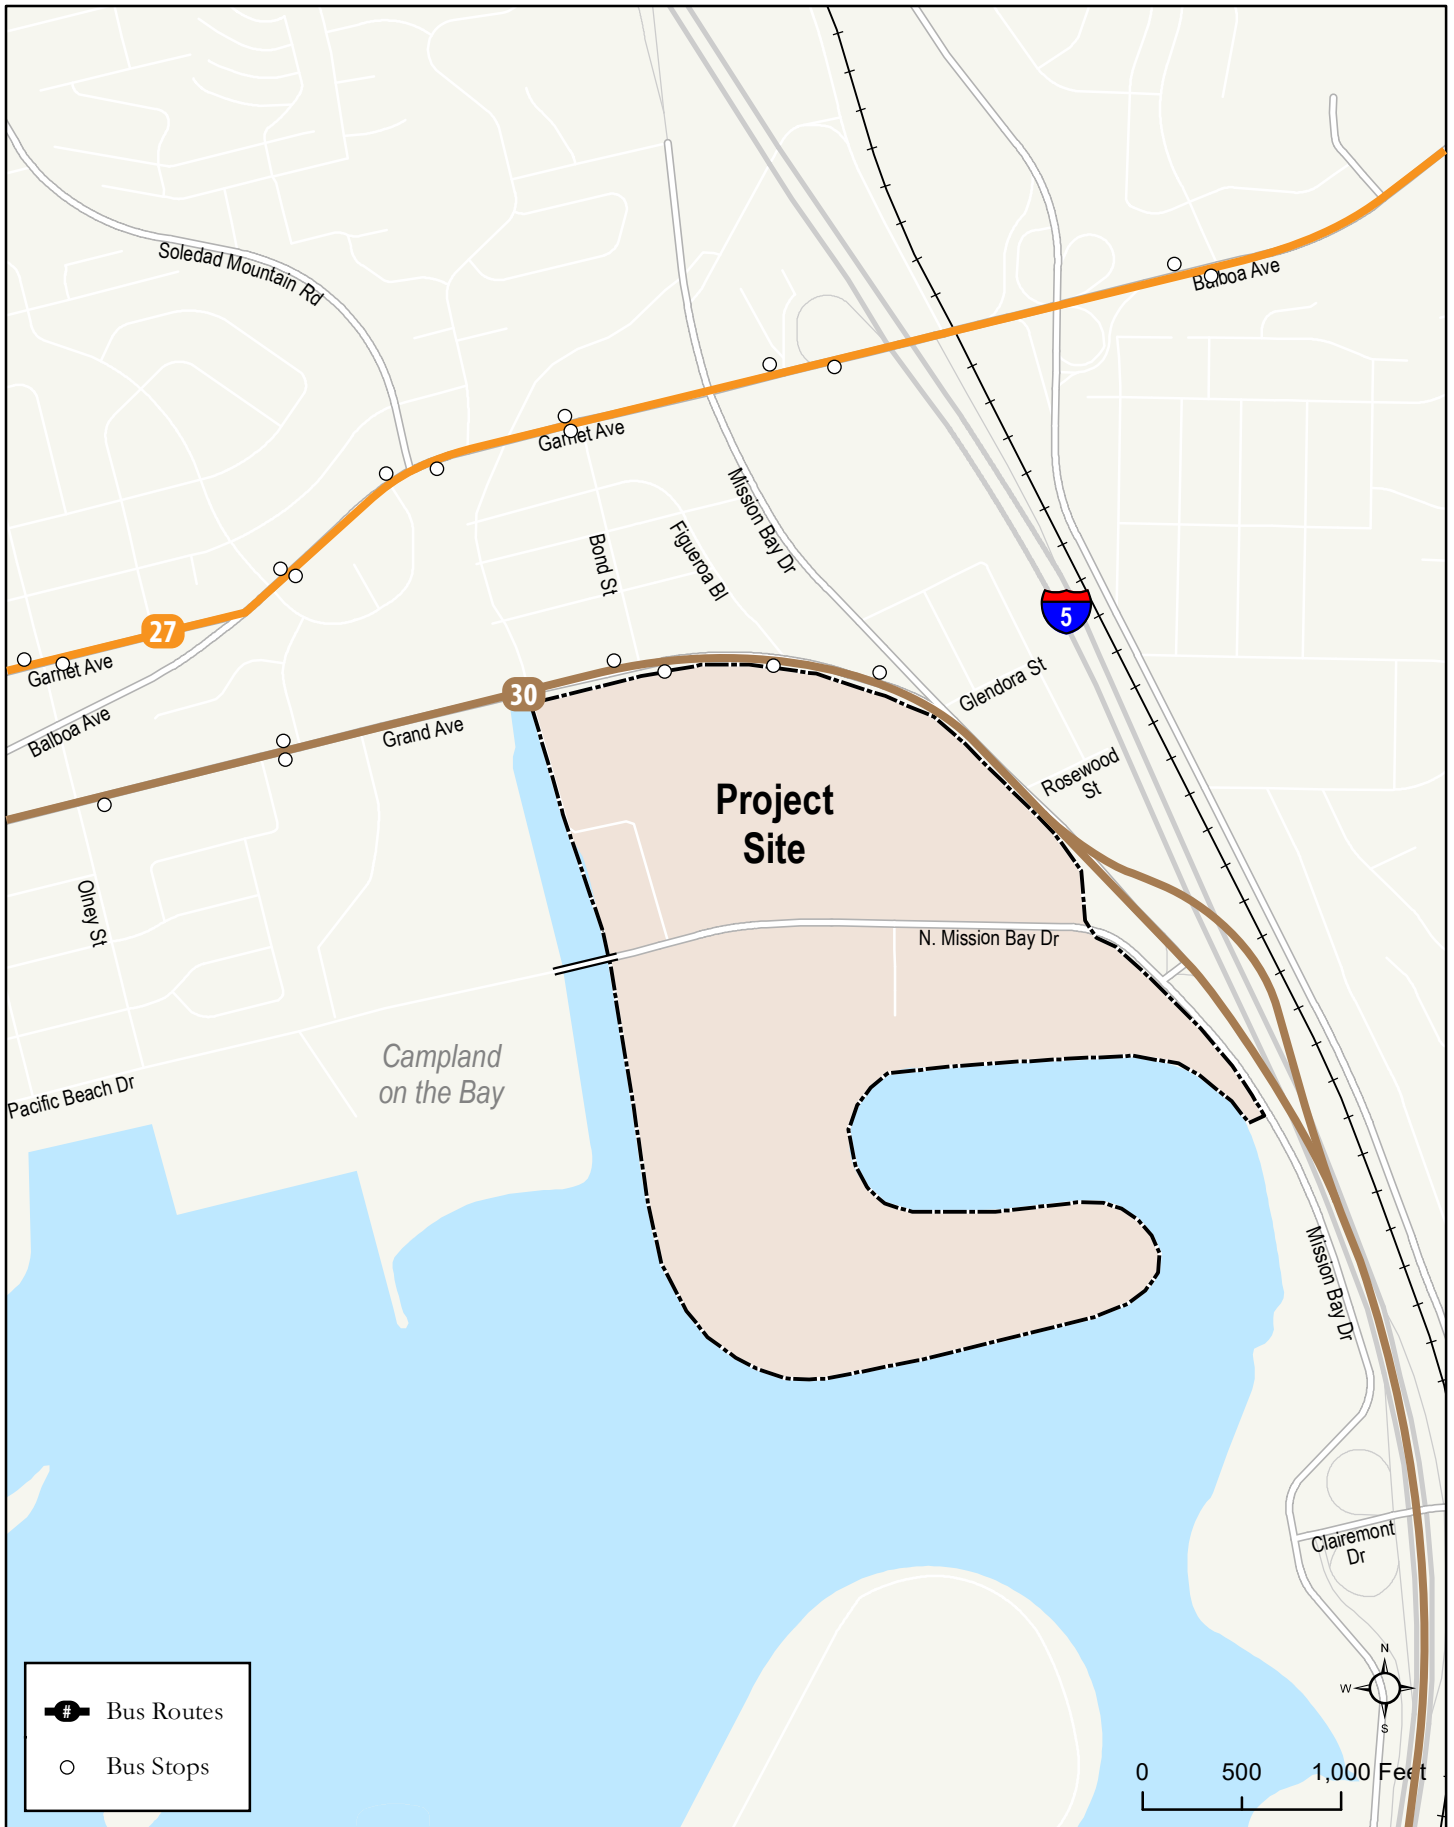 Soledad Mountain Rd
Balboa Ave
Garnet Ave
Mission Bay Dr
Figueroa Bl
Bond St
5
27
Garnet Ave
Balboa Ave
30
Grand Ave
Glendora St
Rosewood
St
Project
Site
Olney St
N. Mission Bay Dr
Campland
on the Bay
Pacific Beach Dr
Mission Bay Dr
Clairemont
Dr
N
W
S
# Bus Routes
Bus Stops
0 500 1,000 Feet